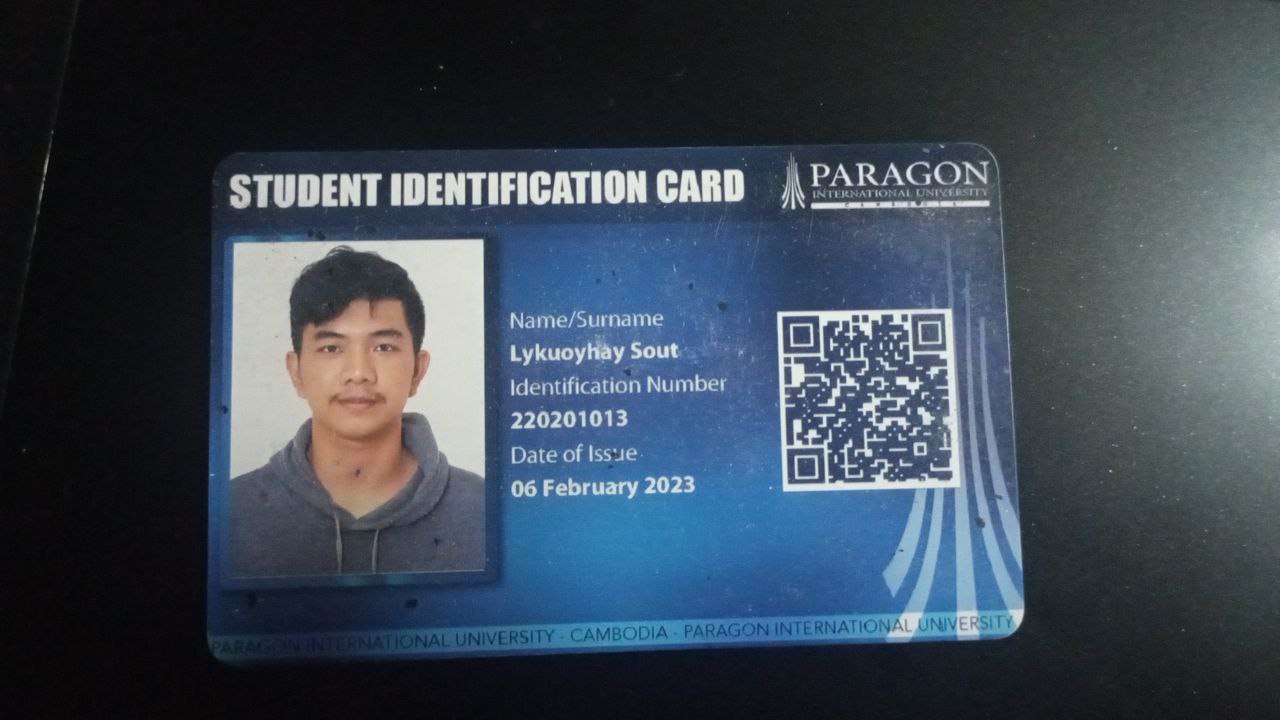 STUDENT IDENTIFICATION CARD
PARAGON
INTERNATIONAL UNIVERSITY
CAMBODIA
Name/Surname
Lykuoyhay Sout
Identification Number
220201013
Date of Issue
06 February 2023
PARAGON INTERNATIONAL UNIVERSITY - CAMBODIA - PARAGON INTERNATIONAL UNIVERSITY